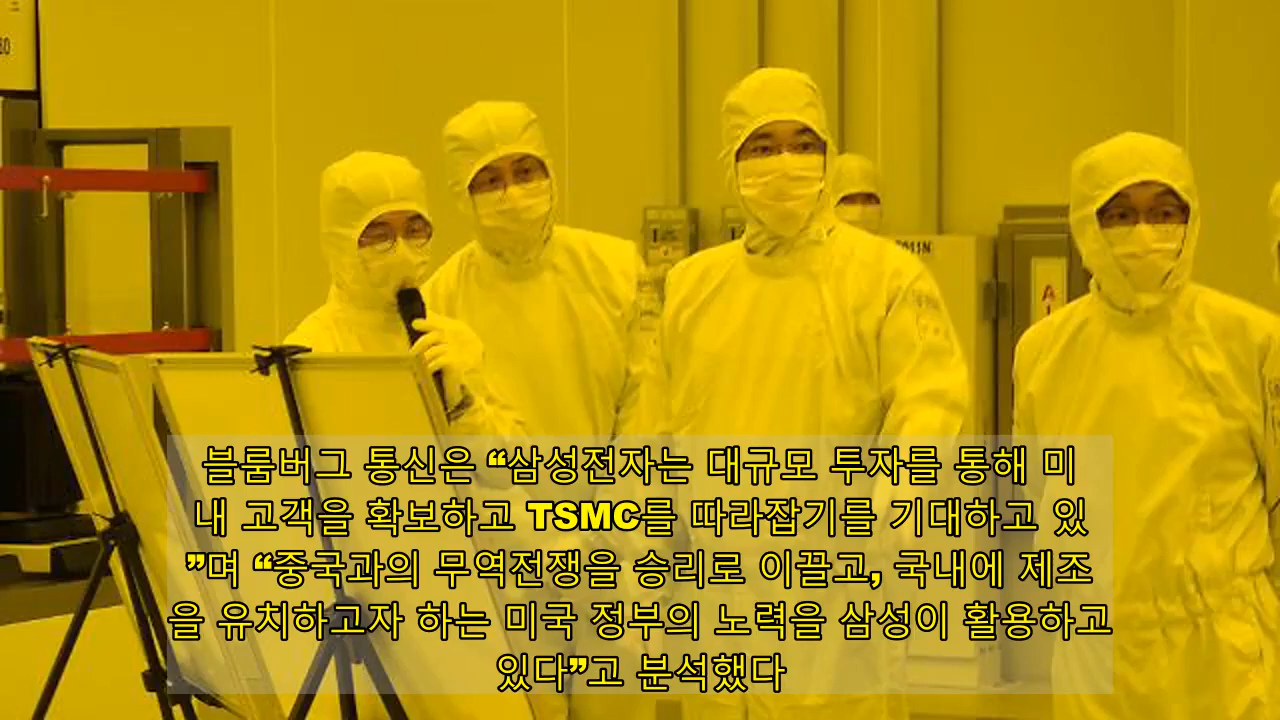 80
011N
블룸버그 통신은 “삼성전자는 대규모 투자를 통해 미
내 고객을 확보하고 TSMC를 따라잡기를 기대하고 있
”며 “중국과의 무역전쟁을 승리로 이끌고, 국내에 제조
을 유치하고자 하는 미국 정부의 노력을 삼성이 활용하고
있다”고 분석했다